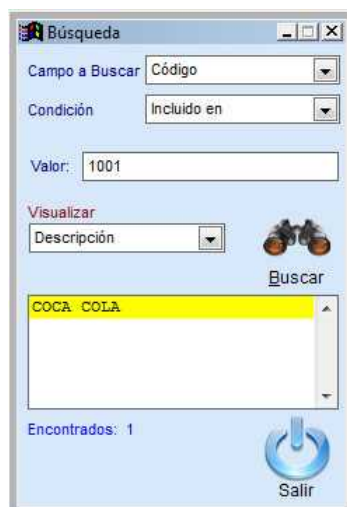 Búsqueda
Campo a Buscar Código
Condición Incluido en
Valor: 1001
Visualizar
Descripción
Buscar
COCA COLA
Encontrados: 1
Salir